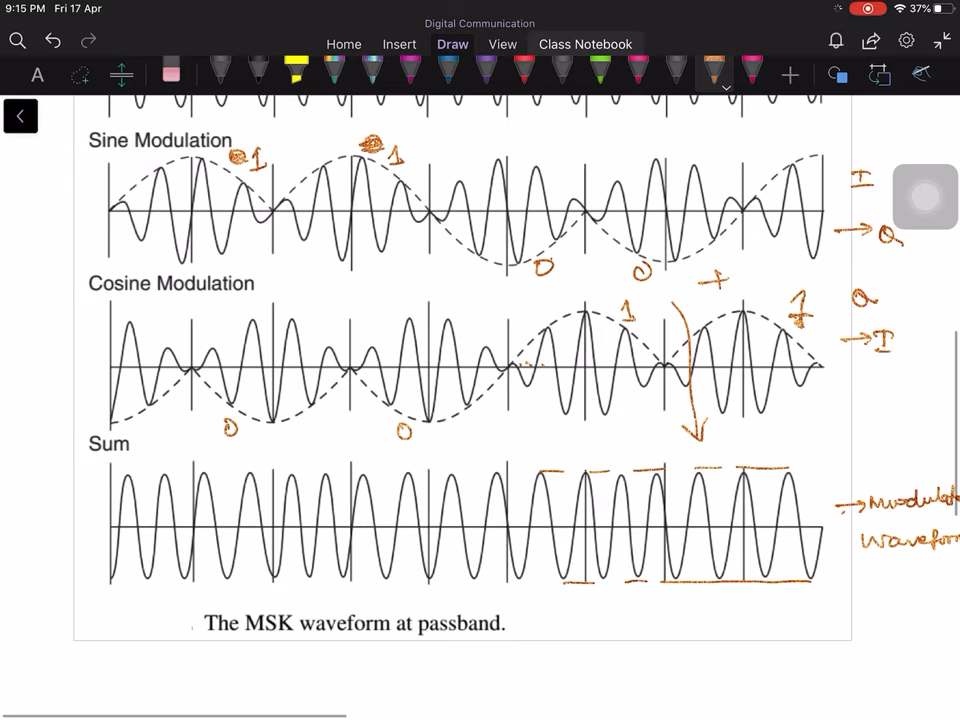 9:15 PM Fri 17 Apr
37%
Digital Communication
Home Insert Draw View Class Notebook
A
Sine Modulation
1 1
I
→ Q
0 0
Cosine Modulation
+
1 1
Q
→ I
0 0
Sum
→ Modulat
Wavefor
The MSK waveform at passband.